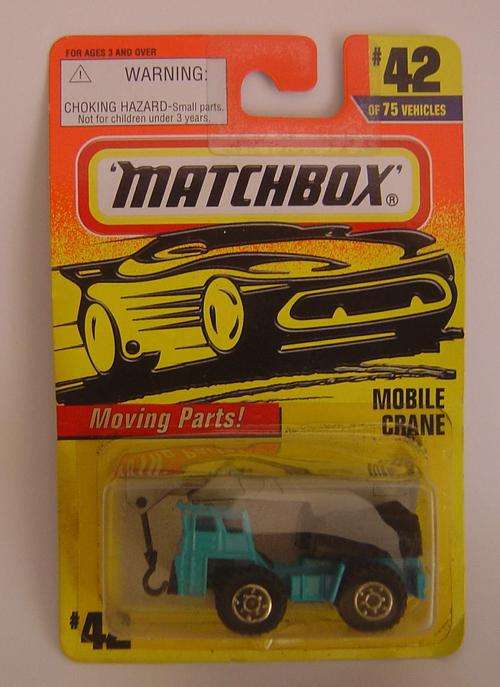 FOR AGES 3 AND OVER
WARNING:
CHOKING HAZARD-Small parts.
Not for children under 3 years.
#42
OF 75 VEHICLES
'MATCHBOX'®
Moving Parts!
MOBILE
CRANE
#42